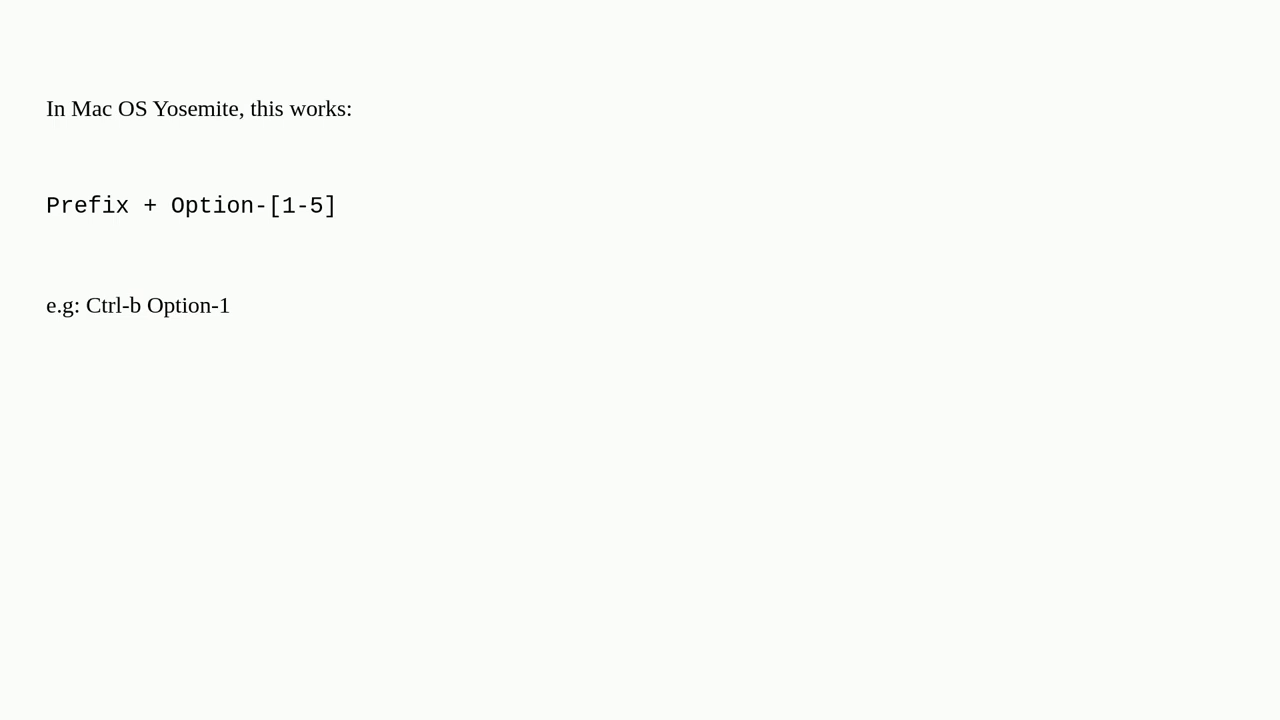 In Mac OS Yosemite, this works:
Prefix + Option-[1-5]
e.g: Ctrl-b Option-1